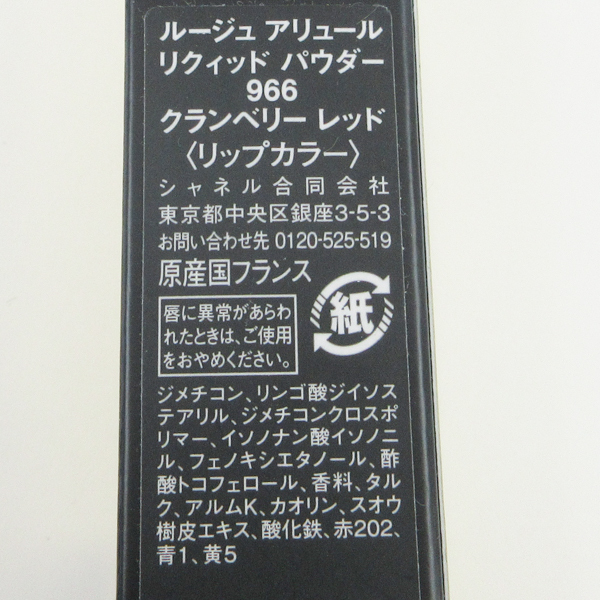 ルージュ アリュール
リクィッド パウダー
966
クランベリー レッド
〈リップカラー〉
シャネル合同会社
東京都中央区銀座3-5-3
お問い合わせ先 0120-525-519
原産国フランス
紙
唇に異常があらわ
れたときは、ご使用
をおやめください。
ジメチコン、リンゴ酸ジイソス
テアリル、ジメチコンクロスポ
リマー、イソノナン酸イソノニ
ル、フェノキシエタノール、酢
酸トコフェロール、香料、タル
ク、アルムK、カオリン、スオウ
樹皮エキス、酸化鉄、赤202、
青1、黄5